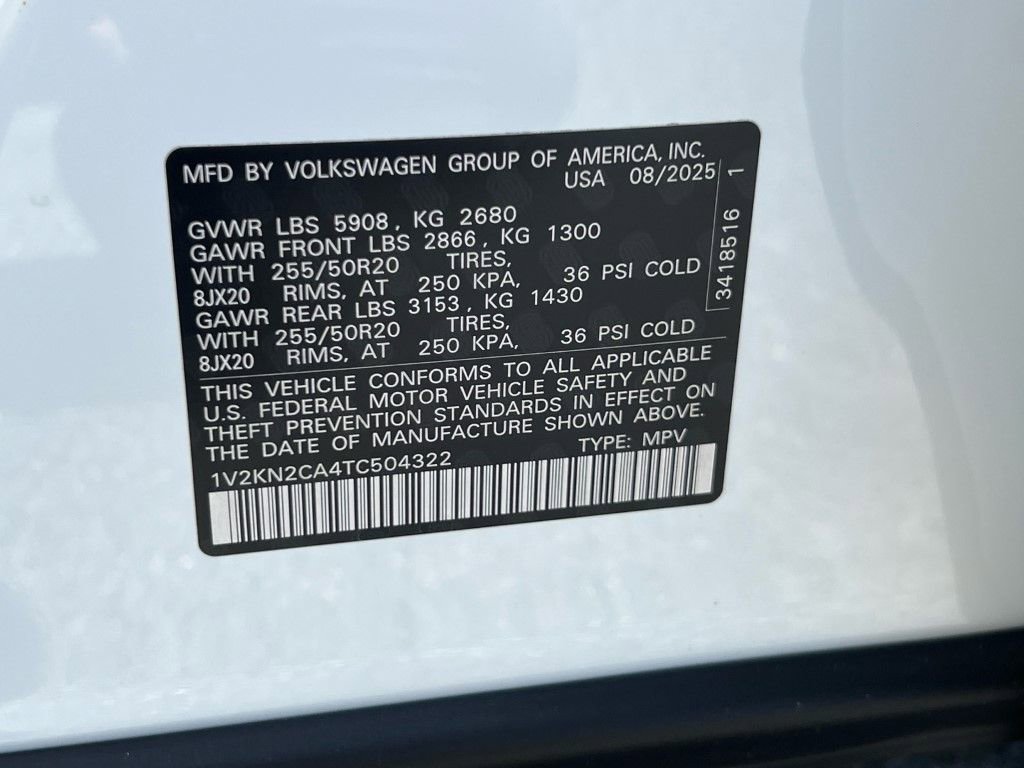 MFD BY VOLKSWAGEN GROUP OF AMERICA, INC.
USA 08/2025
GVWR LBS 5908, KG 2680
GAWR FRONT LBS 2866, KG 1300
WITH 255/50R20 TIRES,
8JX20 RIMS, AT 250 KPA, 36 PSI COLD
GAWR REAR LBS 3153, KG 1430
WITH 255/50R20 TIRES,
8JX20 RIMS, AT 250 KPA, 36 PSI COLD
THIS VEHICLE CONFORMS TO ALL APPLICABLE
U.S. FEDERAL MOTOR VEHICLE SAFETY AND
THEFT PREVENTION STANDARDS IN EFFECT ON
THE DATE OF MANUFACTURE SHOWN ABOVE.
1V2KN2CA4TC504322 TYPE: MPV
3418516 1